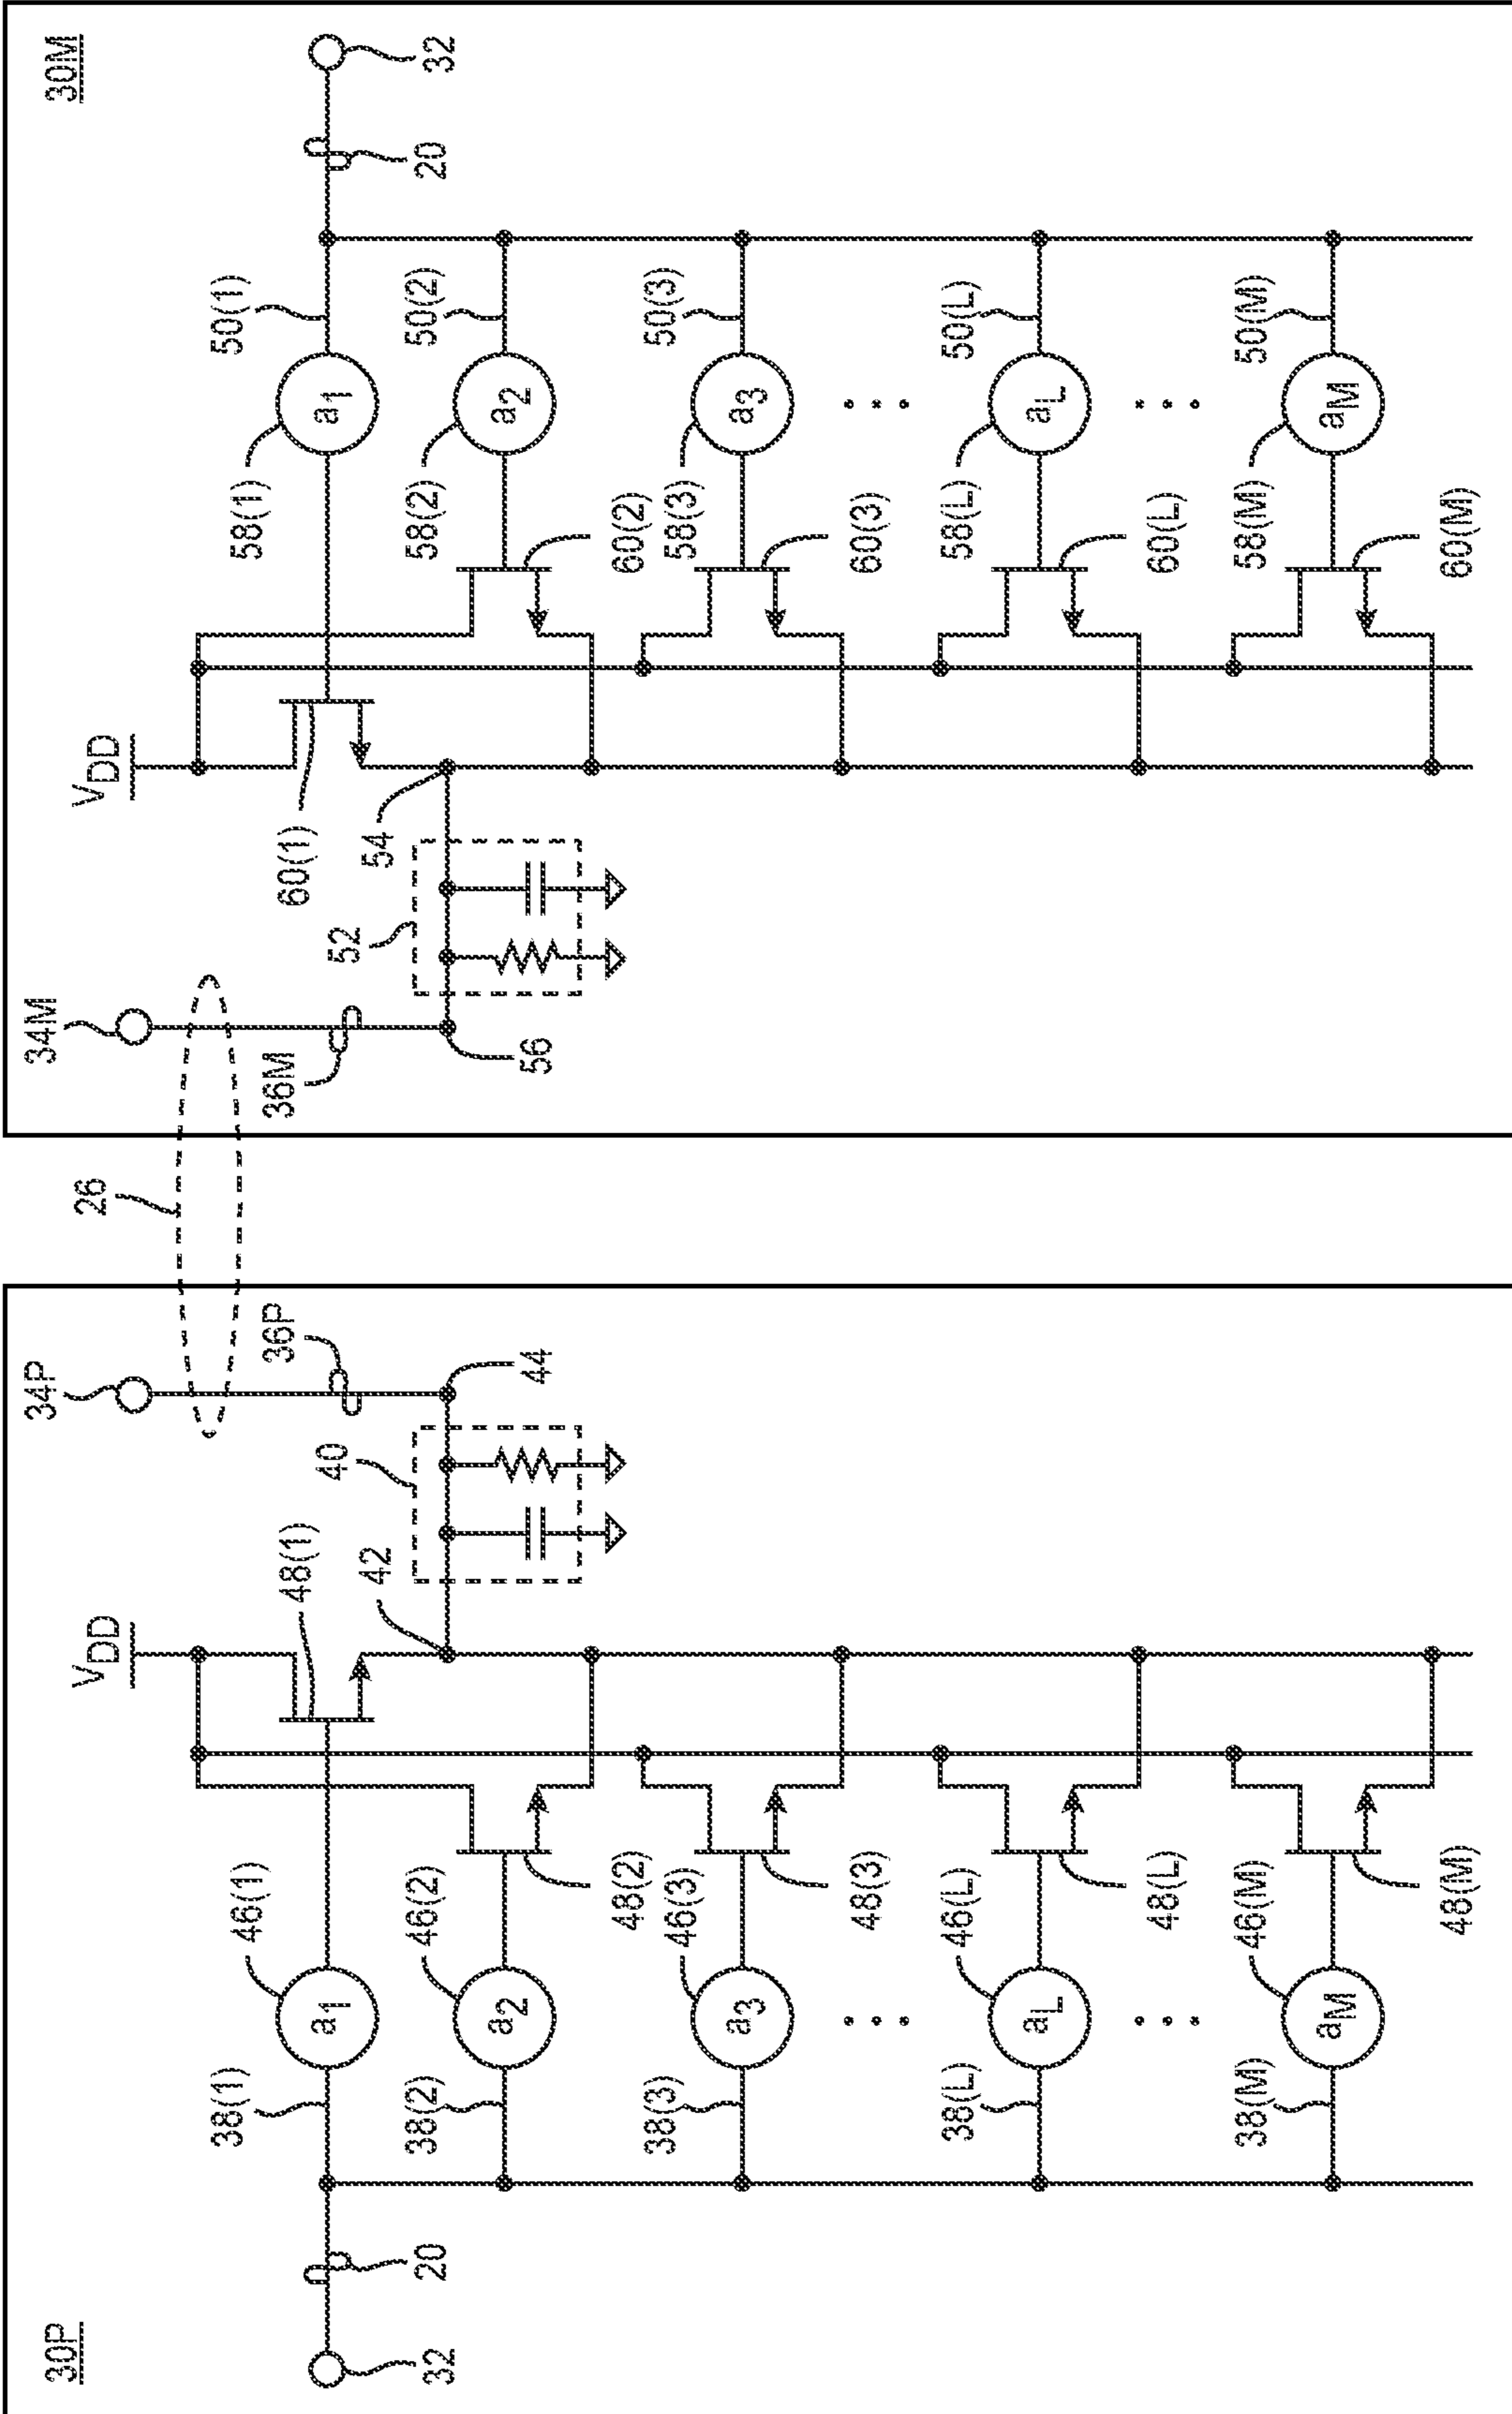 30P
32
20
38(1)
46(1)
a1
VDD
48(1)
42
40
44
34P
36P
38(2)
46(2)
a2
48(2)
38(3)
46(3)
a3
48(3)
38(L)
46(L)
aL
48(L)
38(M)
46(M)
aM
48(M)
26
30M
34M
36M
56
52
54
VDD
60(1)
58(1)
a1
50(1)
20
32
60(2)
58(2)
a2
50(2)
60(3)
58(3)
a3
50(3)
60(L)
58(L)
aL
50(L)
60(M)
58(M)
aM
50(M)